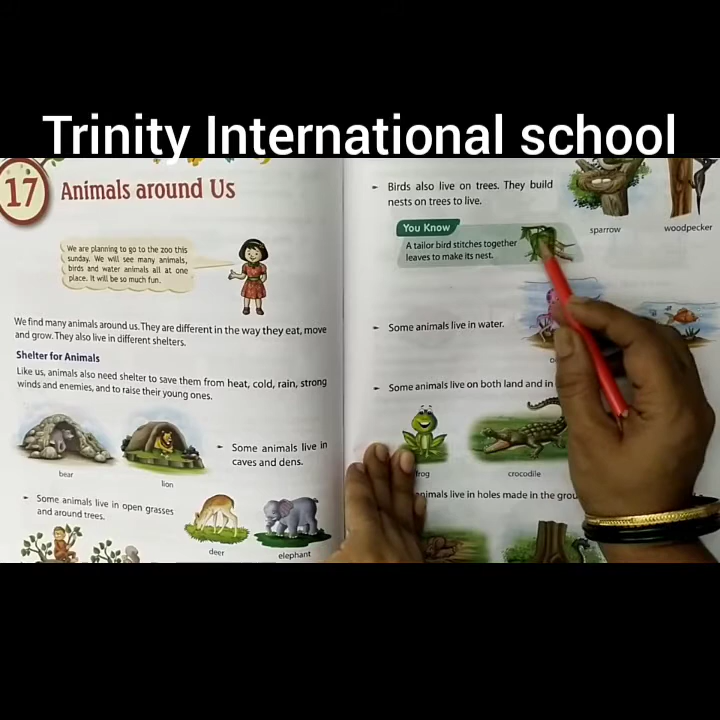 Trinity International school
17 Animals around Us
We are planning to go to the zoo this
sunday. We will see many animals,
birds and water animals all at one
place. It will be so much fun.
We find many animals around us. They are different in the way they eat, move
and grow. They also live in different shelters.
Shelter for Animals
Like us, animals also need shelter to save them from heat, cold, rain, strong
winds and enemies, and to raise their young ones.
Some animals live in
caves and dens.
bear
lion
Some animals live in open grasses
and around trees.
deer
elephant
Birds also live on trees. They build
nests on trees to live.
sparrow
woodpecker
You Know
A tailor bird stitches together
leaves to make its nest.
Some animals live in water.
Some animals live on both land and in
frog
crocodile
animals live in holes made in the